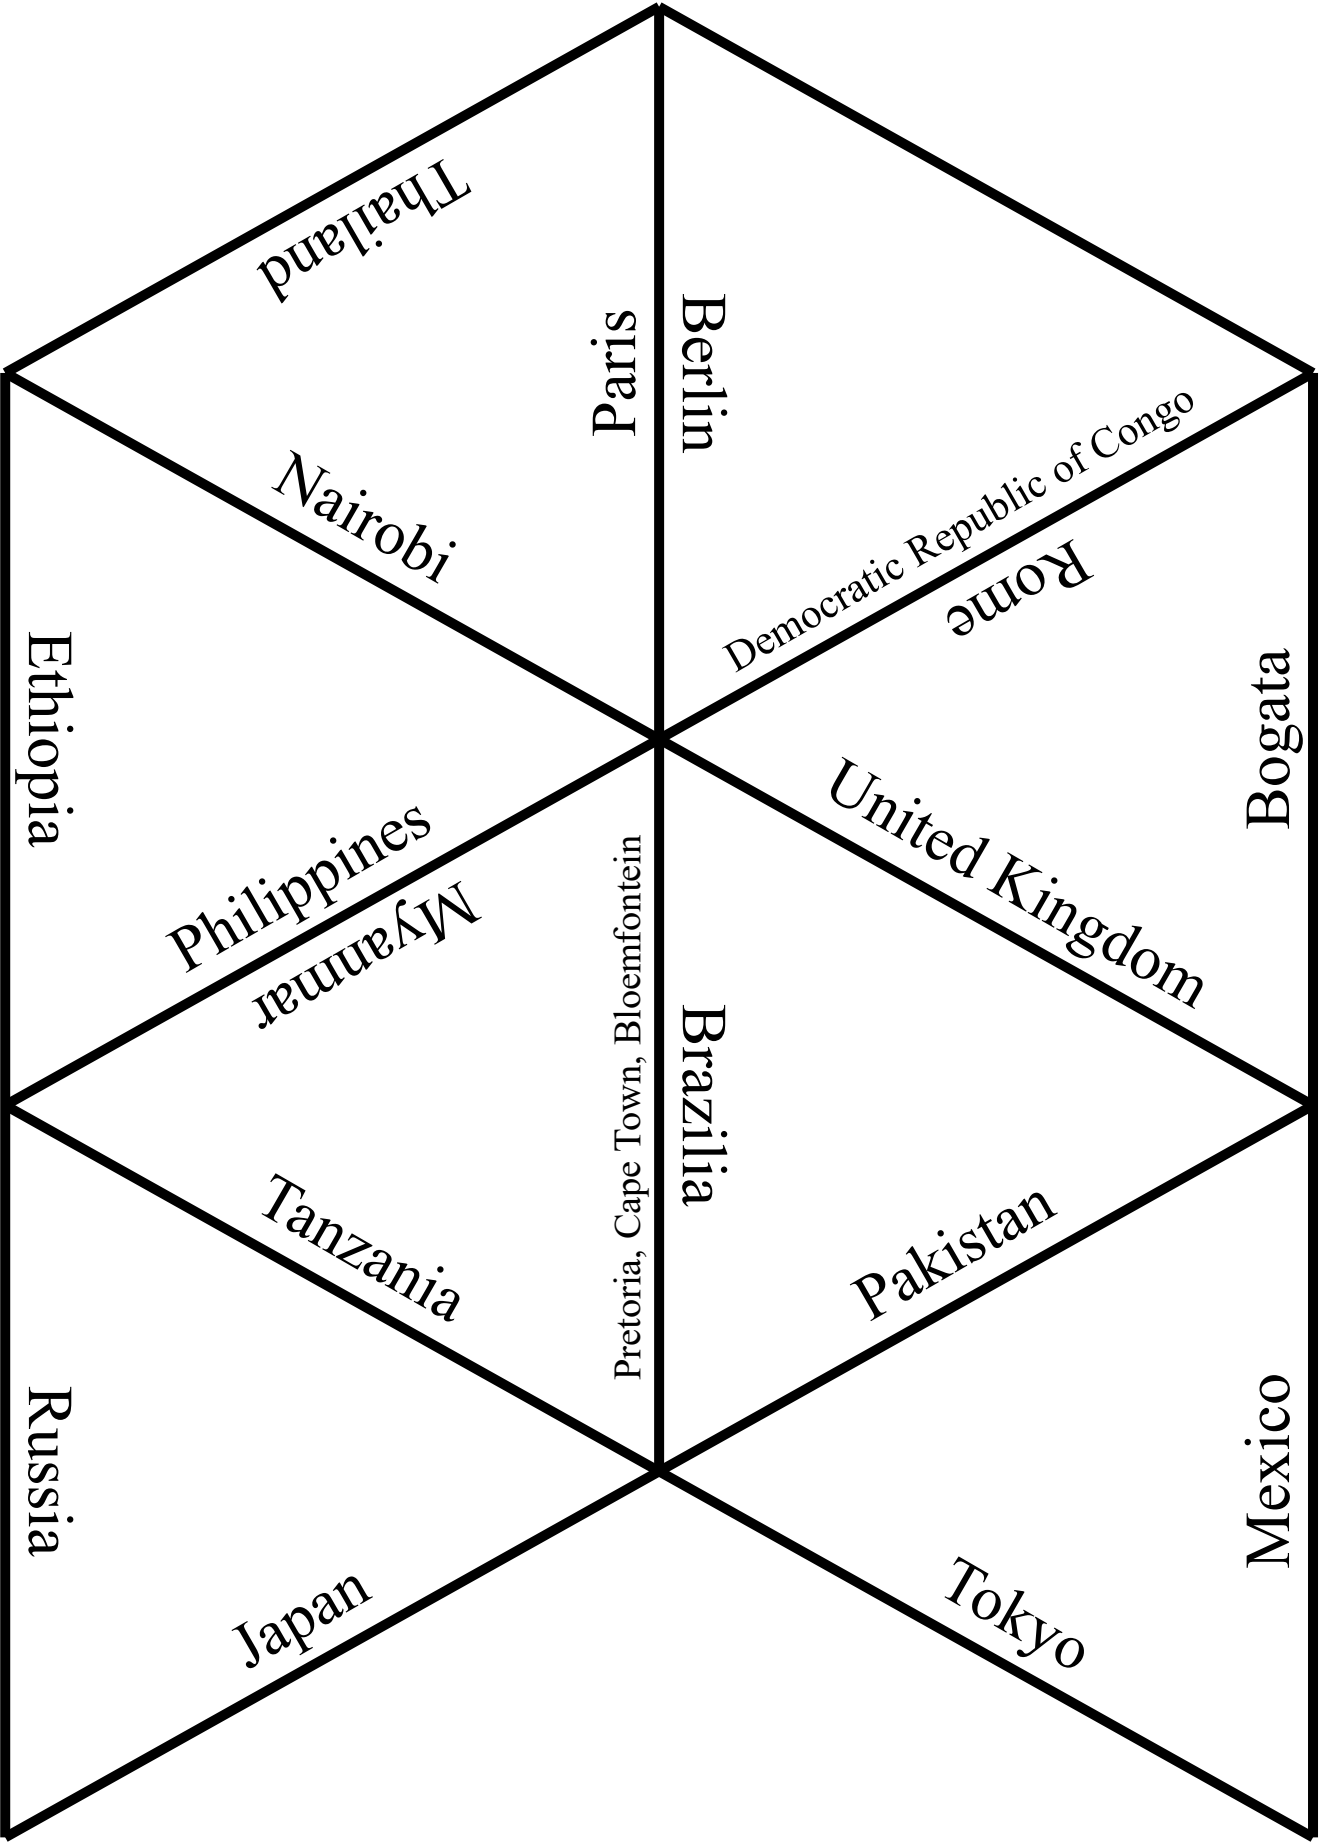 Thailand
Paris
Berlin
Nairobi
Democratic Republic of Congo
Rome
Ethiopia
Bogata
Philippines
United Kingdom
Myanmar
Pretoria, Cape Town, Bloemfontein
Brazilia
Tanzania
Pakistan
Russia
Mexico
Japan
Tokyo